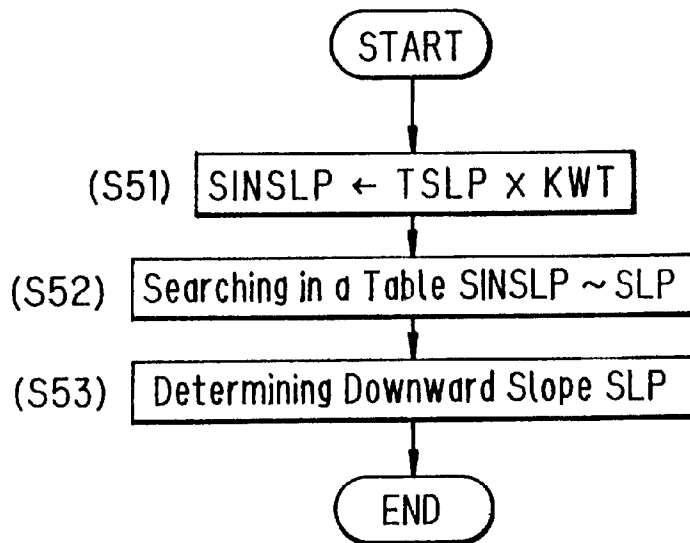 START
(S51) SINSLP ← TSLP x KWT
(S52) Searching in a Table SINSLP ~ SLP
(S53) Determining Downward Slope SLP
END